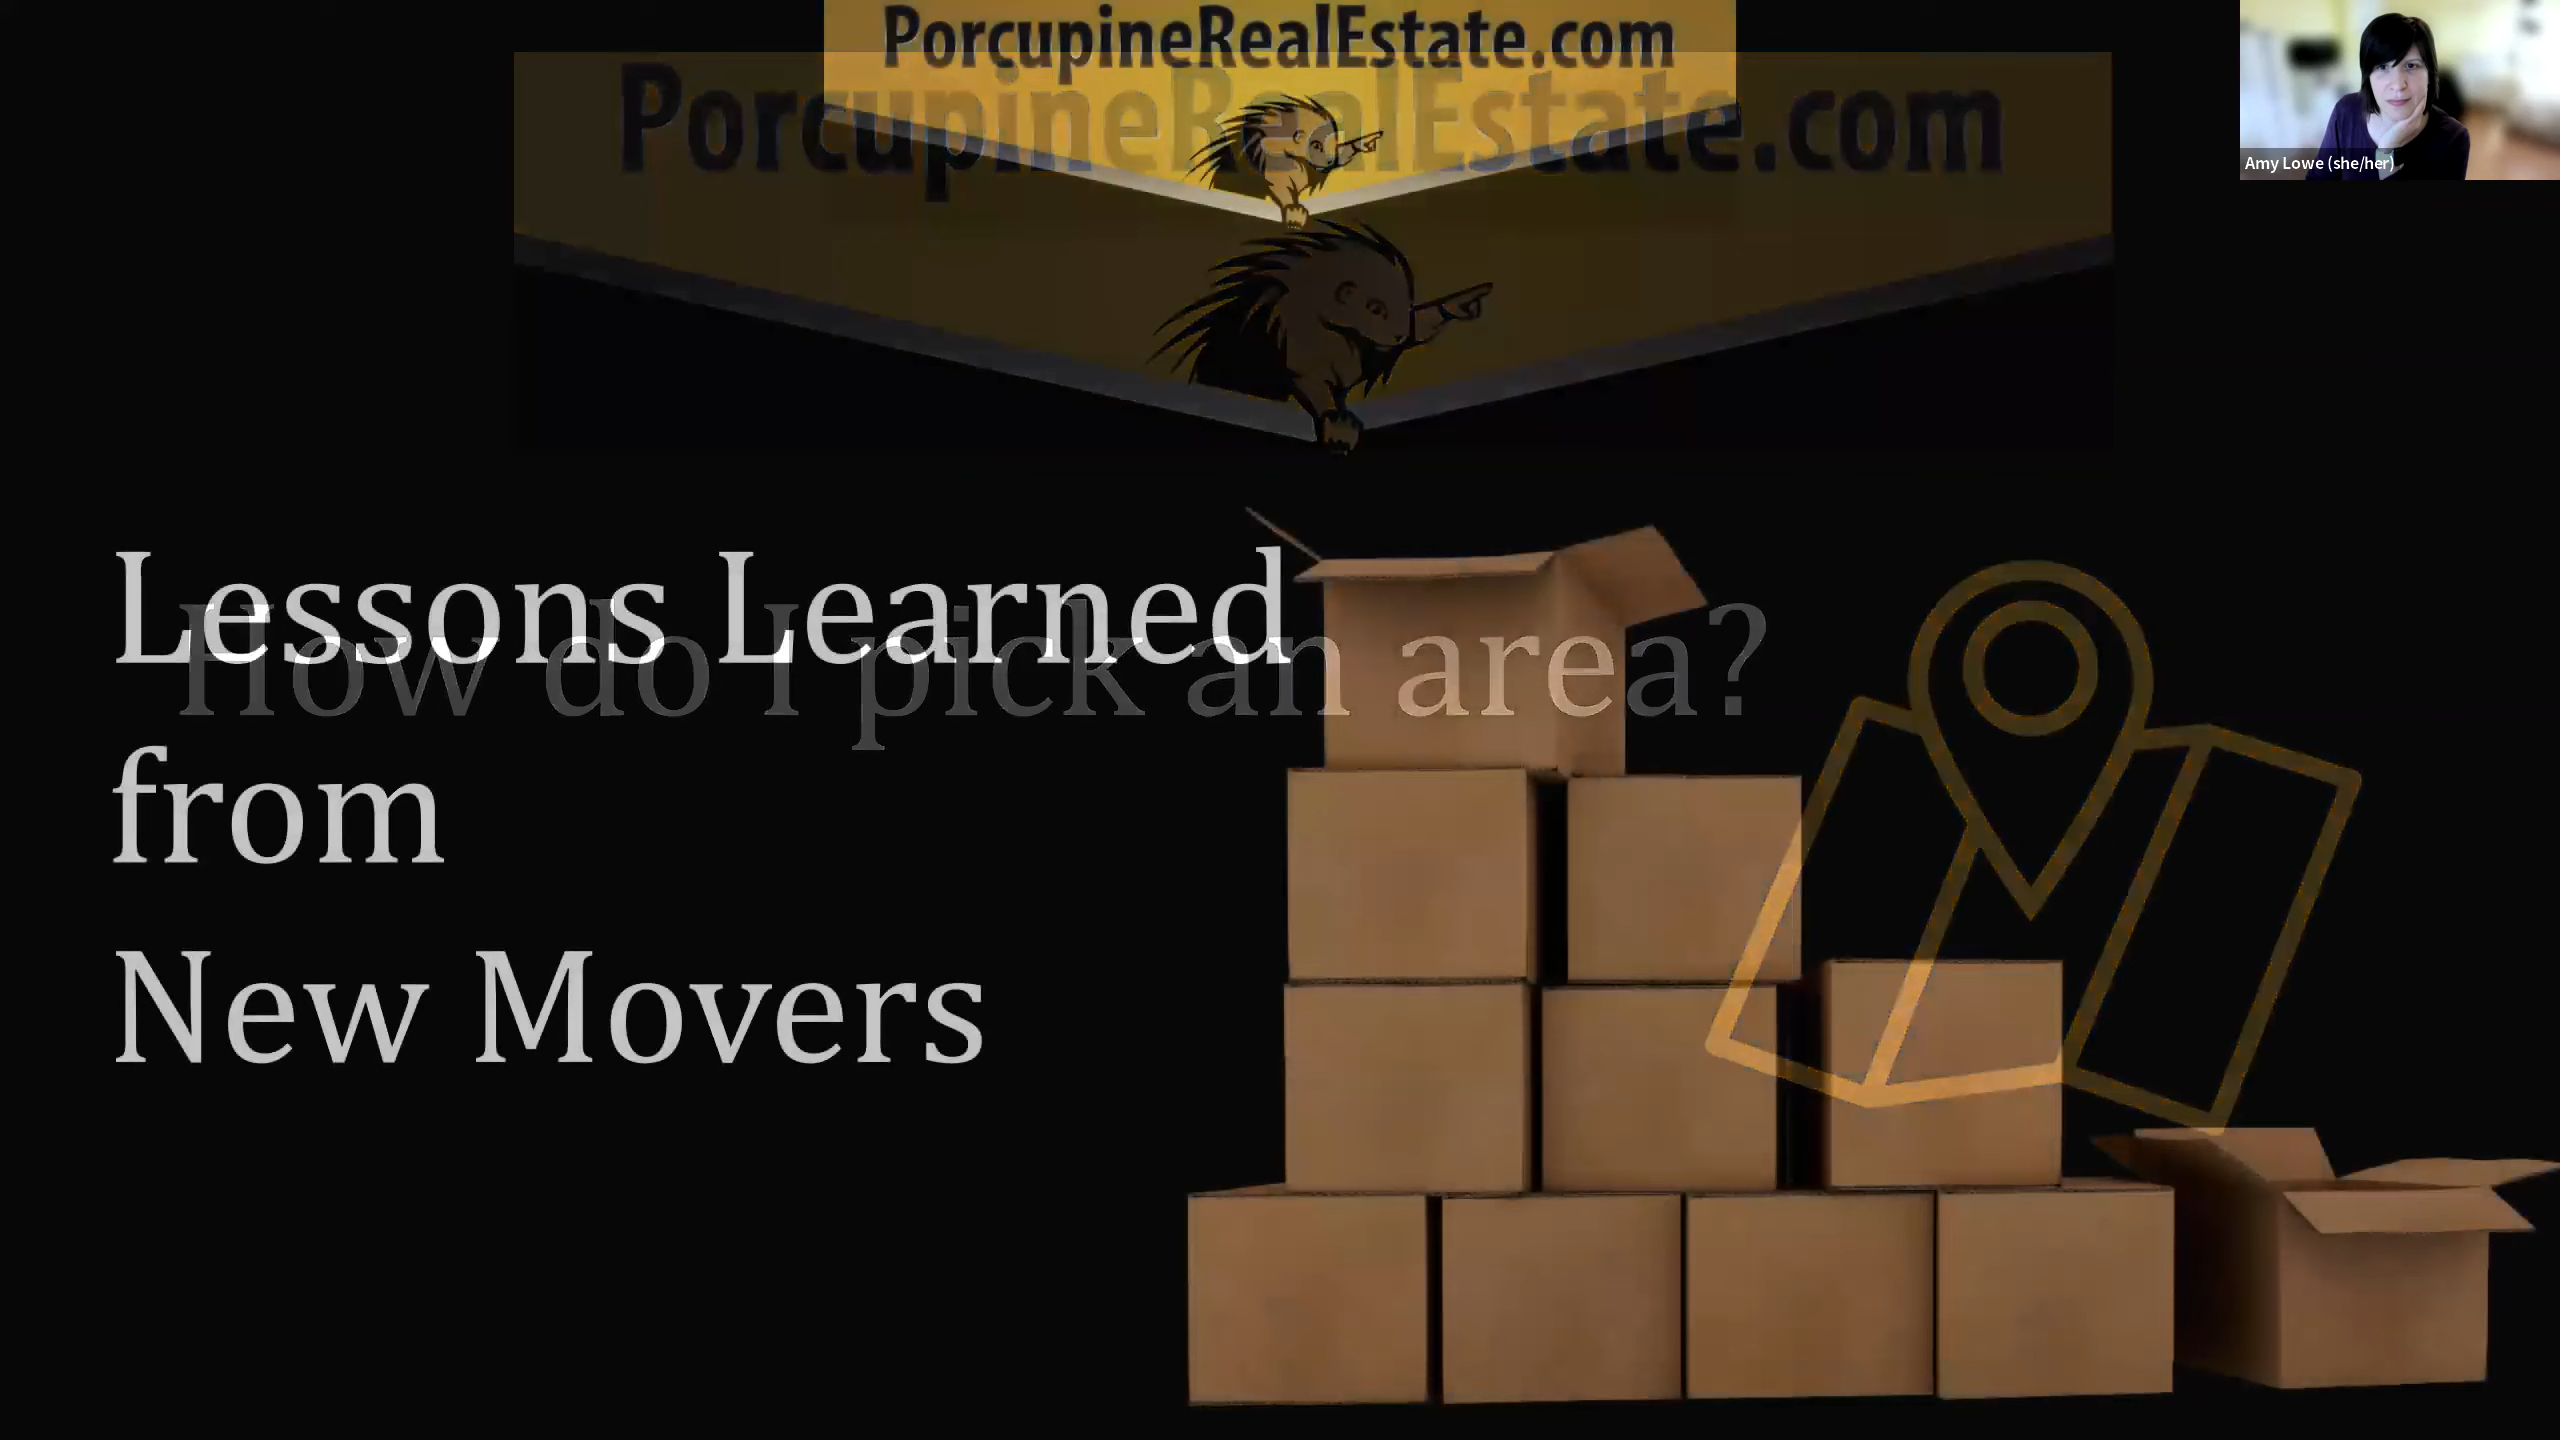 PorcupineRealEstate.com
PorcupineRealEstate.com
Amy Lowe (she/her)
Lessons Learned
How do I pick an area?
from
New Movers